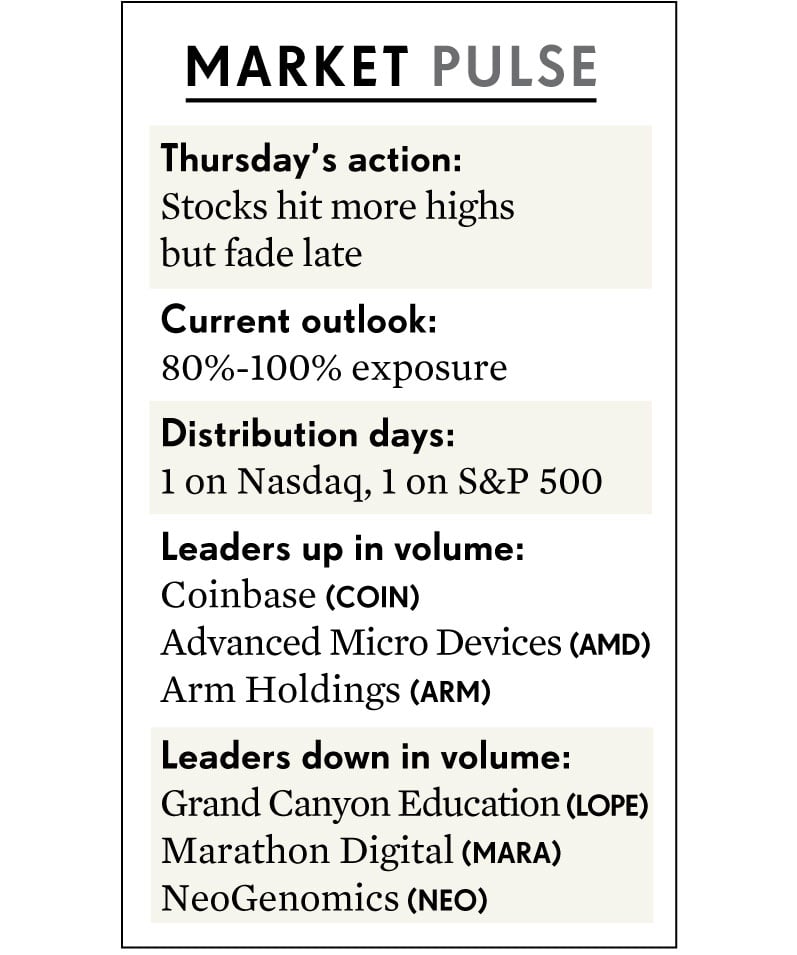 MARKET PULSE
Thursday's action:
Stocks hit more highs
but fade late
Current outlook:
80%-100% exposure
Distribution days:
1 on Nasdaq, 1 on S&P 500
Leaders up in volume:
Coinbase (COIN)
Advanced Micro Devices (AMD)
Arm Holdings (ARM)
Leaders down in volume:
Grand Canyon Education (LOPE)
Marathon Digital (MARA)
NeoGenomics (NEO)